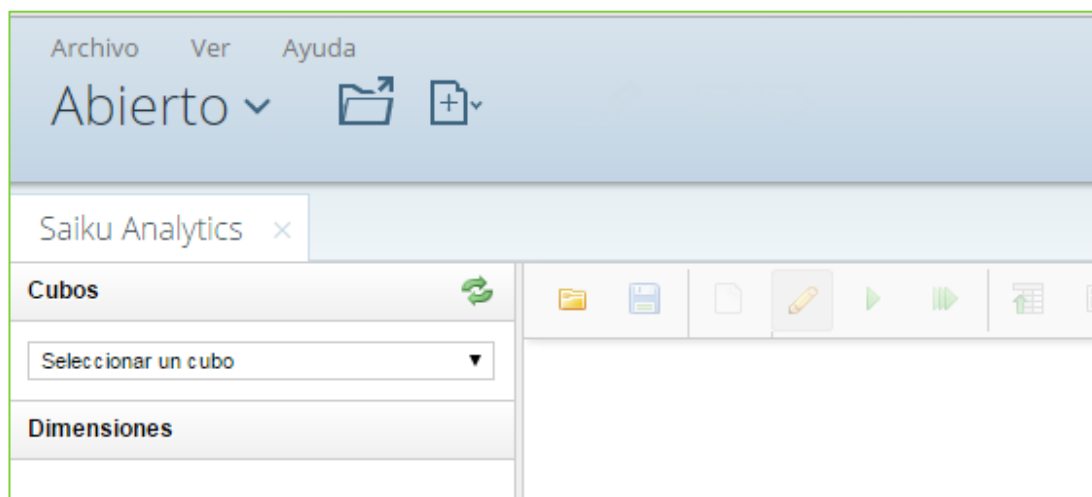 Archivo Ver Ayuda
Abierto
Saiku Analytics
Cubos
Seleccionar un cubo
Dimensiones